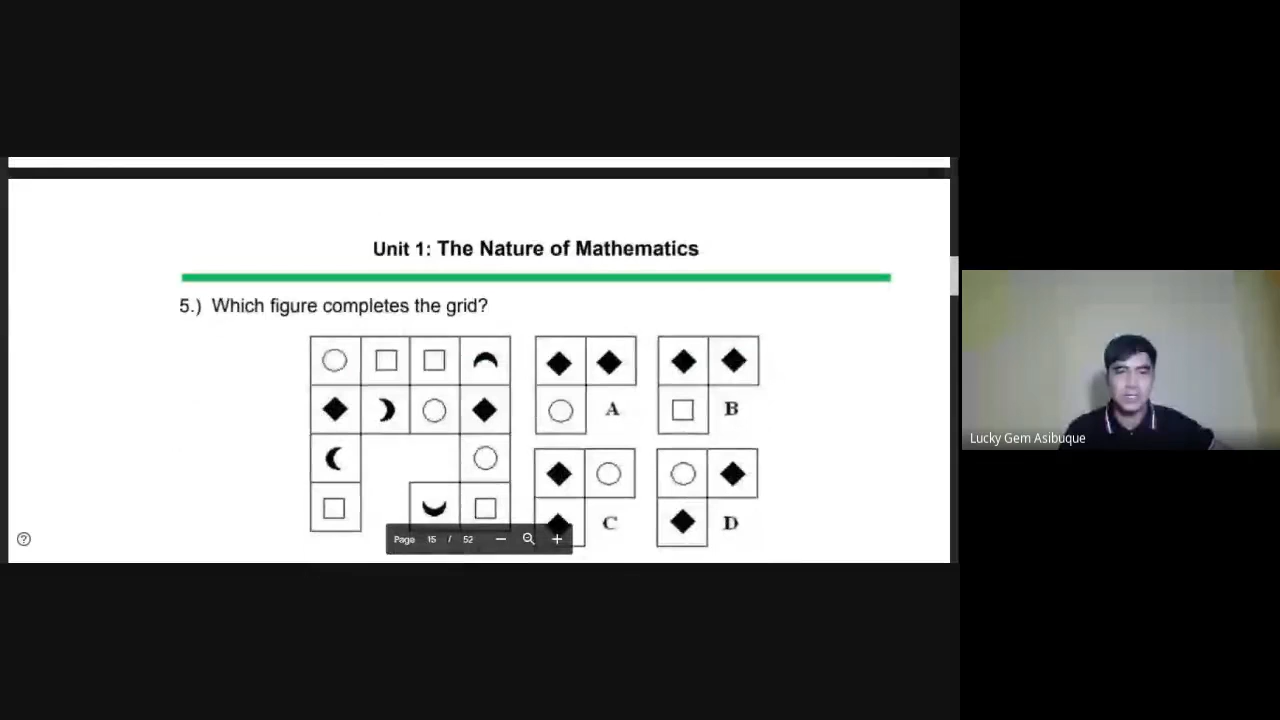 Unit 1: The Nature of Mathematics
5.) Which figure completes the grid?
A
B
C
D
Page 15 / 52
Lucky Gem Asibuque